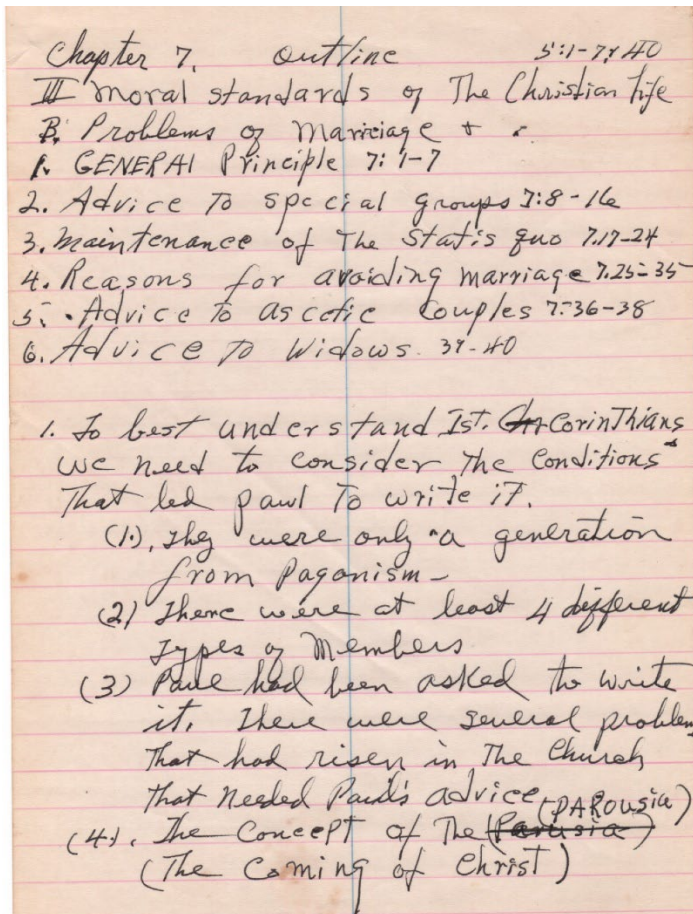 Chapter 7. Outline 5:1-7:40
III Moral standards of The Christian life
B. Problems of Marriage +
1. GENERAl Principle 7:1-7
2. Advice To special groups 7:8-16
3. Maintenance of The Statis quo 7.17-24
4. Reasons for avoiding marriage 7.25-35
5. Advice to ascetic Couples 7:36-38
6. Advice To Widows. 39-40
1. To best understand Ist. Corinthians
we need to consider The Conditions
That led paul To write it.
(1.), They were only a generation
from Paganism-
(2) There were at least 4 different
Types of Members
(3) Paul had been asked to write
it. There were several problems
That had risen in The Church
that needed Paul's advice
(4). The Concept of The (Parusia) (PAROUSIA)
(The Coming of Christ)